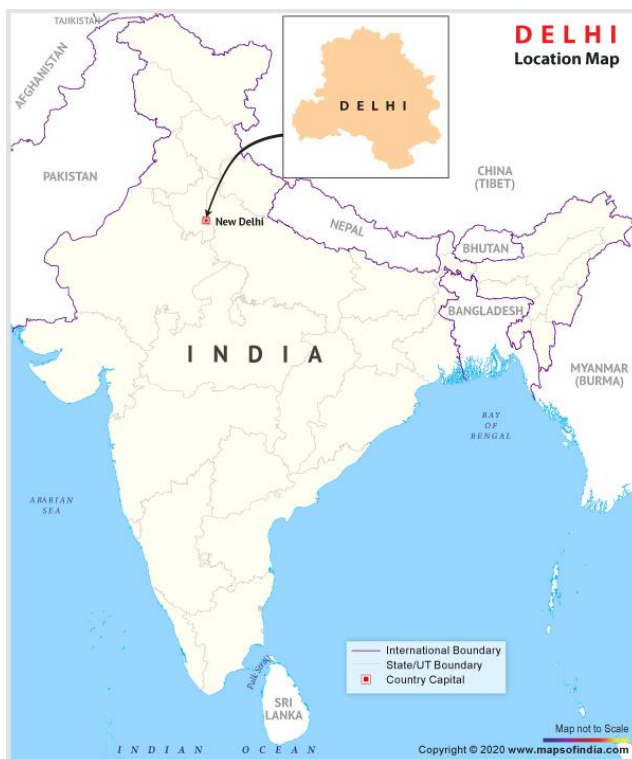 TAJIKISTAN
AFGHANISTAN
DELHI
Location Map
DELHI
PAKISTAN
CHINA
(TIBET)
New Delhi
NEPAL
BHUTAN
BANGLADESH
INDIA
MYANMAR
(BURMA)
BAY
OF
BENGAL
ARABIAN
SEA
International Boundary
State/UT Boundary
Country Capital
Palk Strait
SRI
LANKA
Map not to Scale
INDIAN OCEAN
Copyright © 2020 www.mapsofindia.com